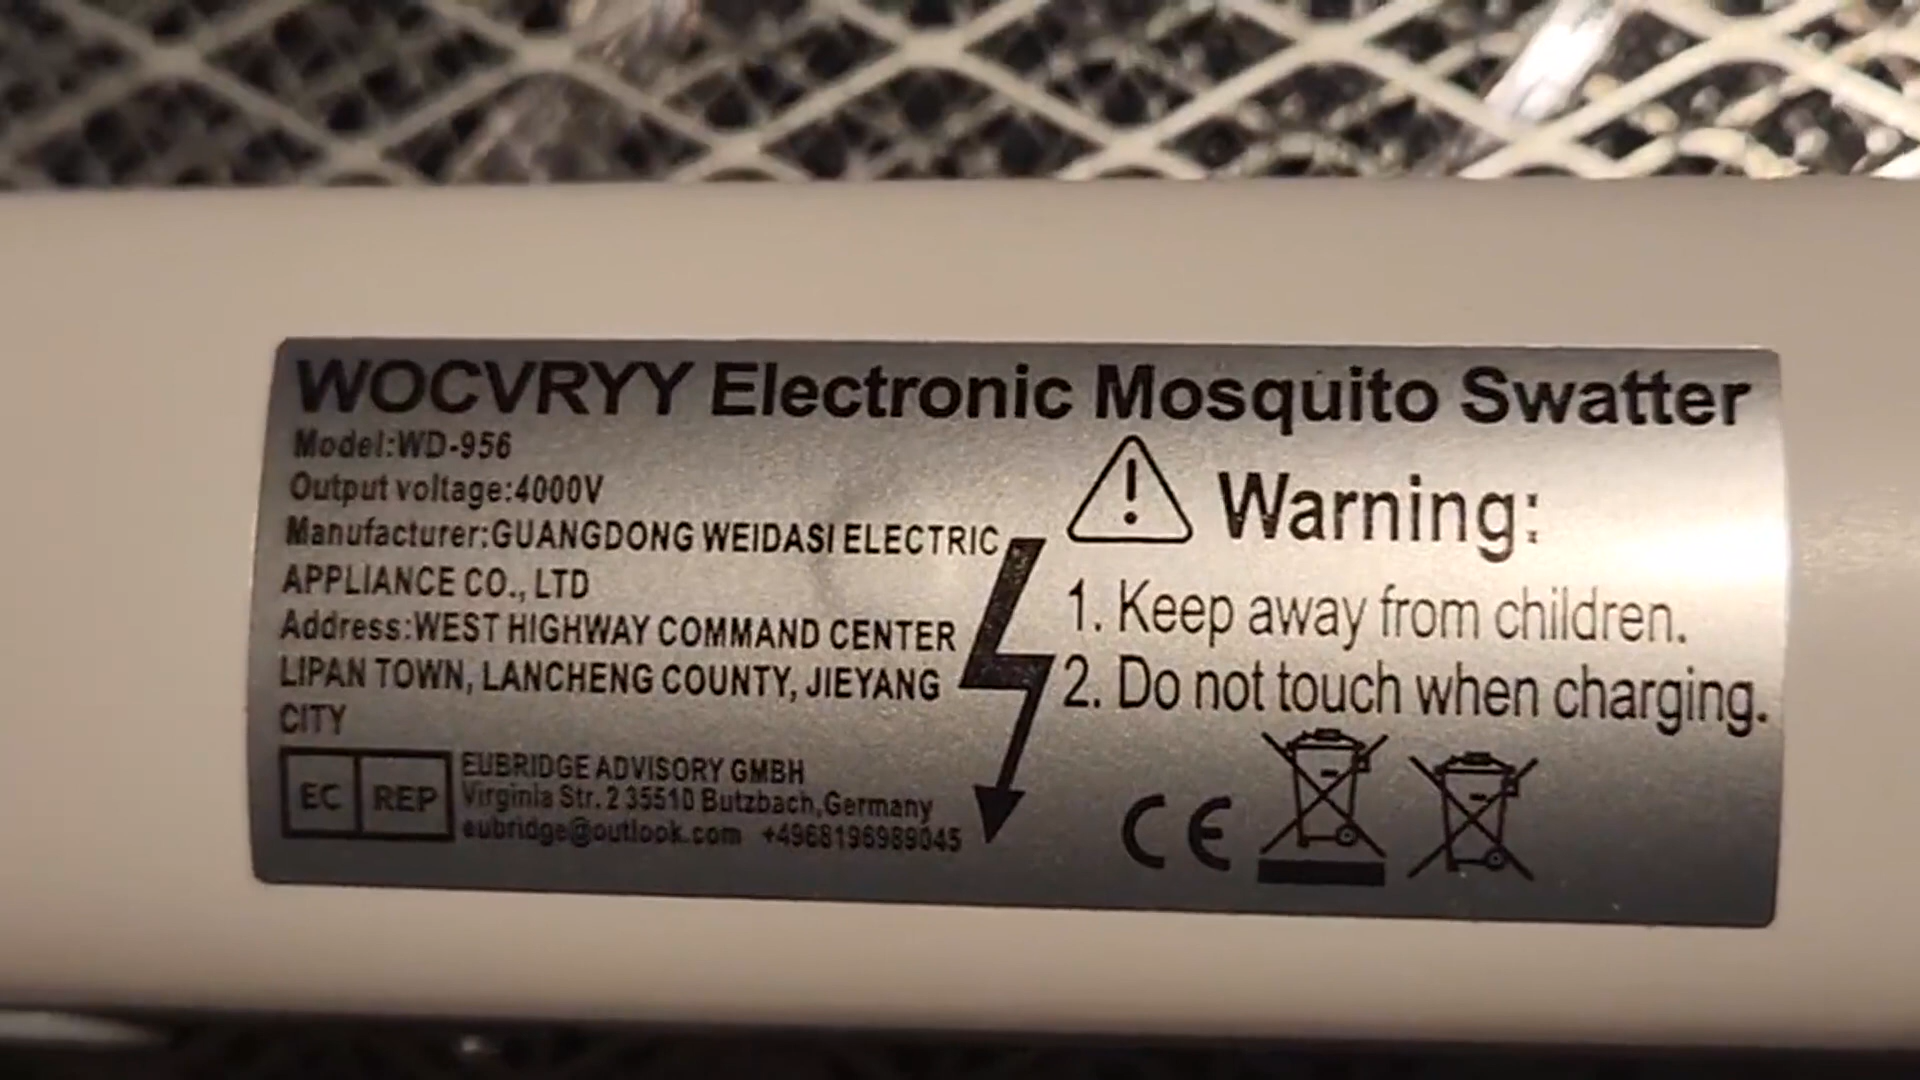 WOCVRYY Electronic Mosquito Swatter
Model:WD-956
Output voltage:4000V
Manufacturer:GUANGDONG WEIDASI ELECTRIC
APPLIANCE CO., LTD
Address:WEST HIGHWAY COMMAND CENTER
LIPAN TOWN, LANCHENG COUNTY, JIEYANG
CITY
EC REP
EUBRIDGE ADVISORY GMBH
Virginia Str. 2 35510 Butzbach,Germany
eubridge@outlook.com +4968196989045
Warning:
1. Keep away from children.
2. Do not touch when charging.
CE